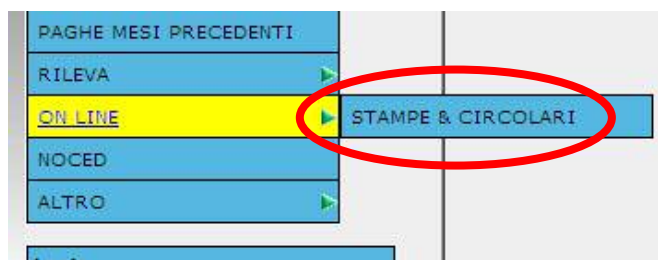 PAGHE MESI PRECEDENTI
RILEVA
ON LINE
STAMPE & CIRCOLARI
NOCED
ALTRO